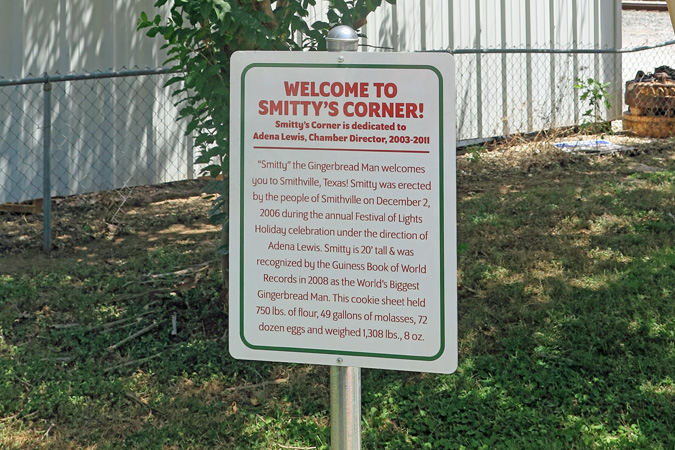 WELCOME TO
SMITTY'S CORNER!
Smitty's Corner is dedicated to
Adena Lewis, Chamber Director, 2003-2011
"Smitty" the Gingerbread Man welcomes
you to Smithville, Texas! Smitty was erected
by the people of Smithville on December 2,
2006 during the annual Festival of Lights
Holiday celebration under the direction of
Adena Lewis. Smitty is 20' tall & was
recognized by the Guiness Book of World
Records in 2008 as the World's Biggest
Gingerbread Man. This cookie sheet held
750 lbs. of flour, 49 gallons of molasses, 72
dozen eggs and weighed 1,308 lbs., 8 oz.